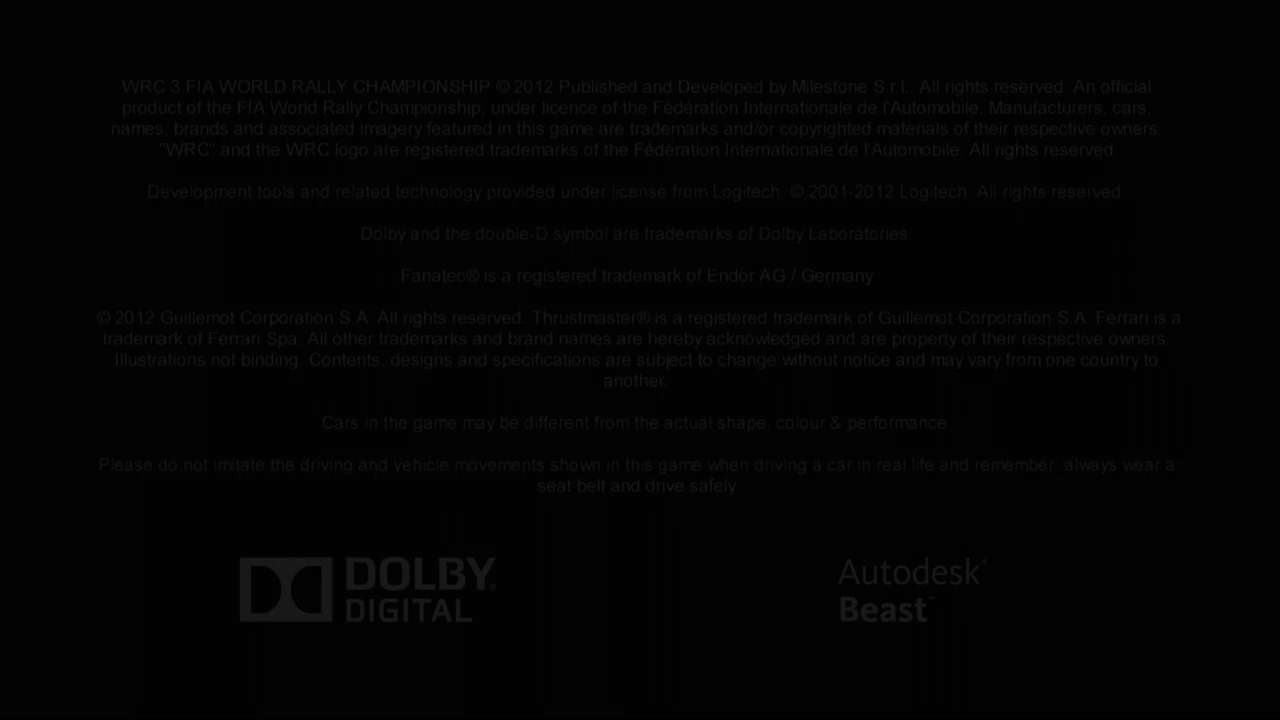 WRC 3 FIA WORLD RALLY CHAMPIONSHIP © 2012 Published and Developed by Milestone S.r.l.. All rights reserved. An official
product of the FIA World Rally Championship, under licence of the Fédération Internationale de l'Automobile. Manufacturers, cars,
names, brands and associated imagery featured in this game are trademarks and/or copyrighted materials of their respective owners.
"WRC" and the WRC logo are registered trademarks of the Fédération Internationale de l'Automobile. All rights reserved.
Development tools and related technology provided under license from Logitech. © 2001-2012 Logitech. All rights reserved
Dolby and the double-D symbol are trademarks of Dolby Laboratories.
Fanatec® is a registered trademark of Endor AG / Germany
© 2012 Guillemot Corporation S.A. All rights reserved. Thrustmaster® is a registered trademark of Guillemot Corporation S.A. Ferrari is a
trademark of Ferrari Spa. All other trademarks and brand names are hereby acknowledged and are property of their respective owners.
Illustrations not binding. Contents, designs and specifications are subject to change without notice and may vary from one country to
another.
Cars in the game may be different from the actual shape, colour & performance.
Please do not imitate the driving and vehicle movements shown in this game when driving a car in real life and remember: always wear a
seat belt and drive safely.
DOLBY®
DIGITAL
Autodesk®
Beast™